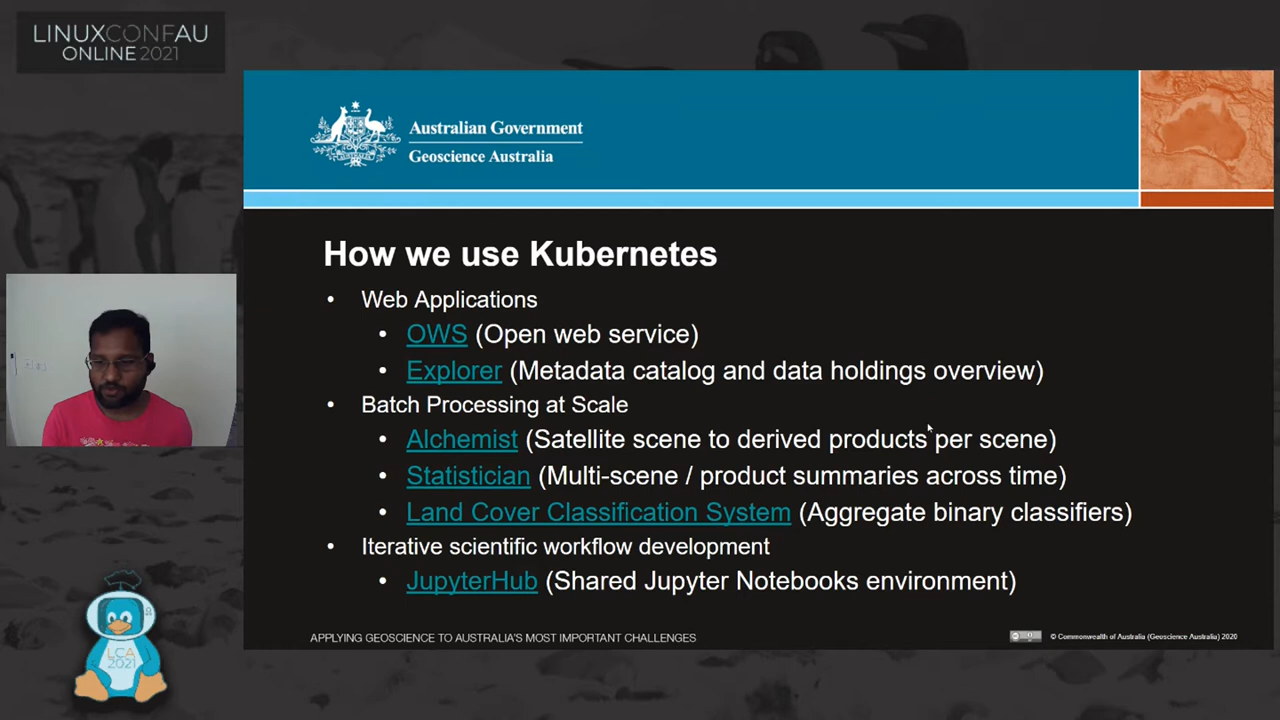 LINUXCONFAU
ONLINE 2021
Australian Government
Geoscience Australia
How we use Kubernetes
• Web Applications
• OWS (Open web service)
• Explorer (Metadata catalog and data holdings overview)
• Batch Processing at Scale
• Alchemist (Satellite scene to derived products per scene)
• Statistician (Multi-scene / product summaries across time)
• Land Cover Classification System (Aggregate binary classifiers)
• Iterative scientific workflow development
• JupyterHub (Shared Jupyter Notebooks environment)
APPLYING GEOSCIENCE TO AUSTRALIA'S MOST IMPORTANT CHALLENGES
© Commonwealth of Australia (Geoscience Australia) 2020
LCA
2021